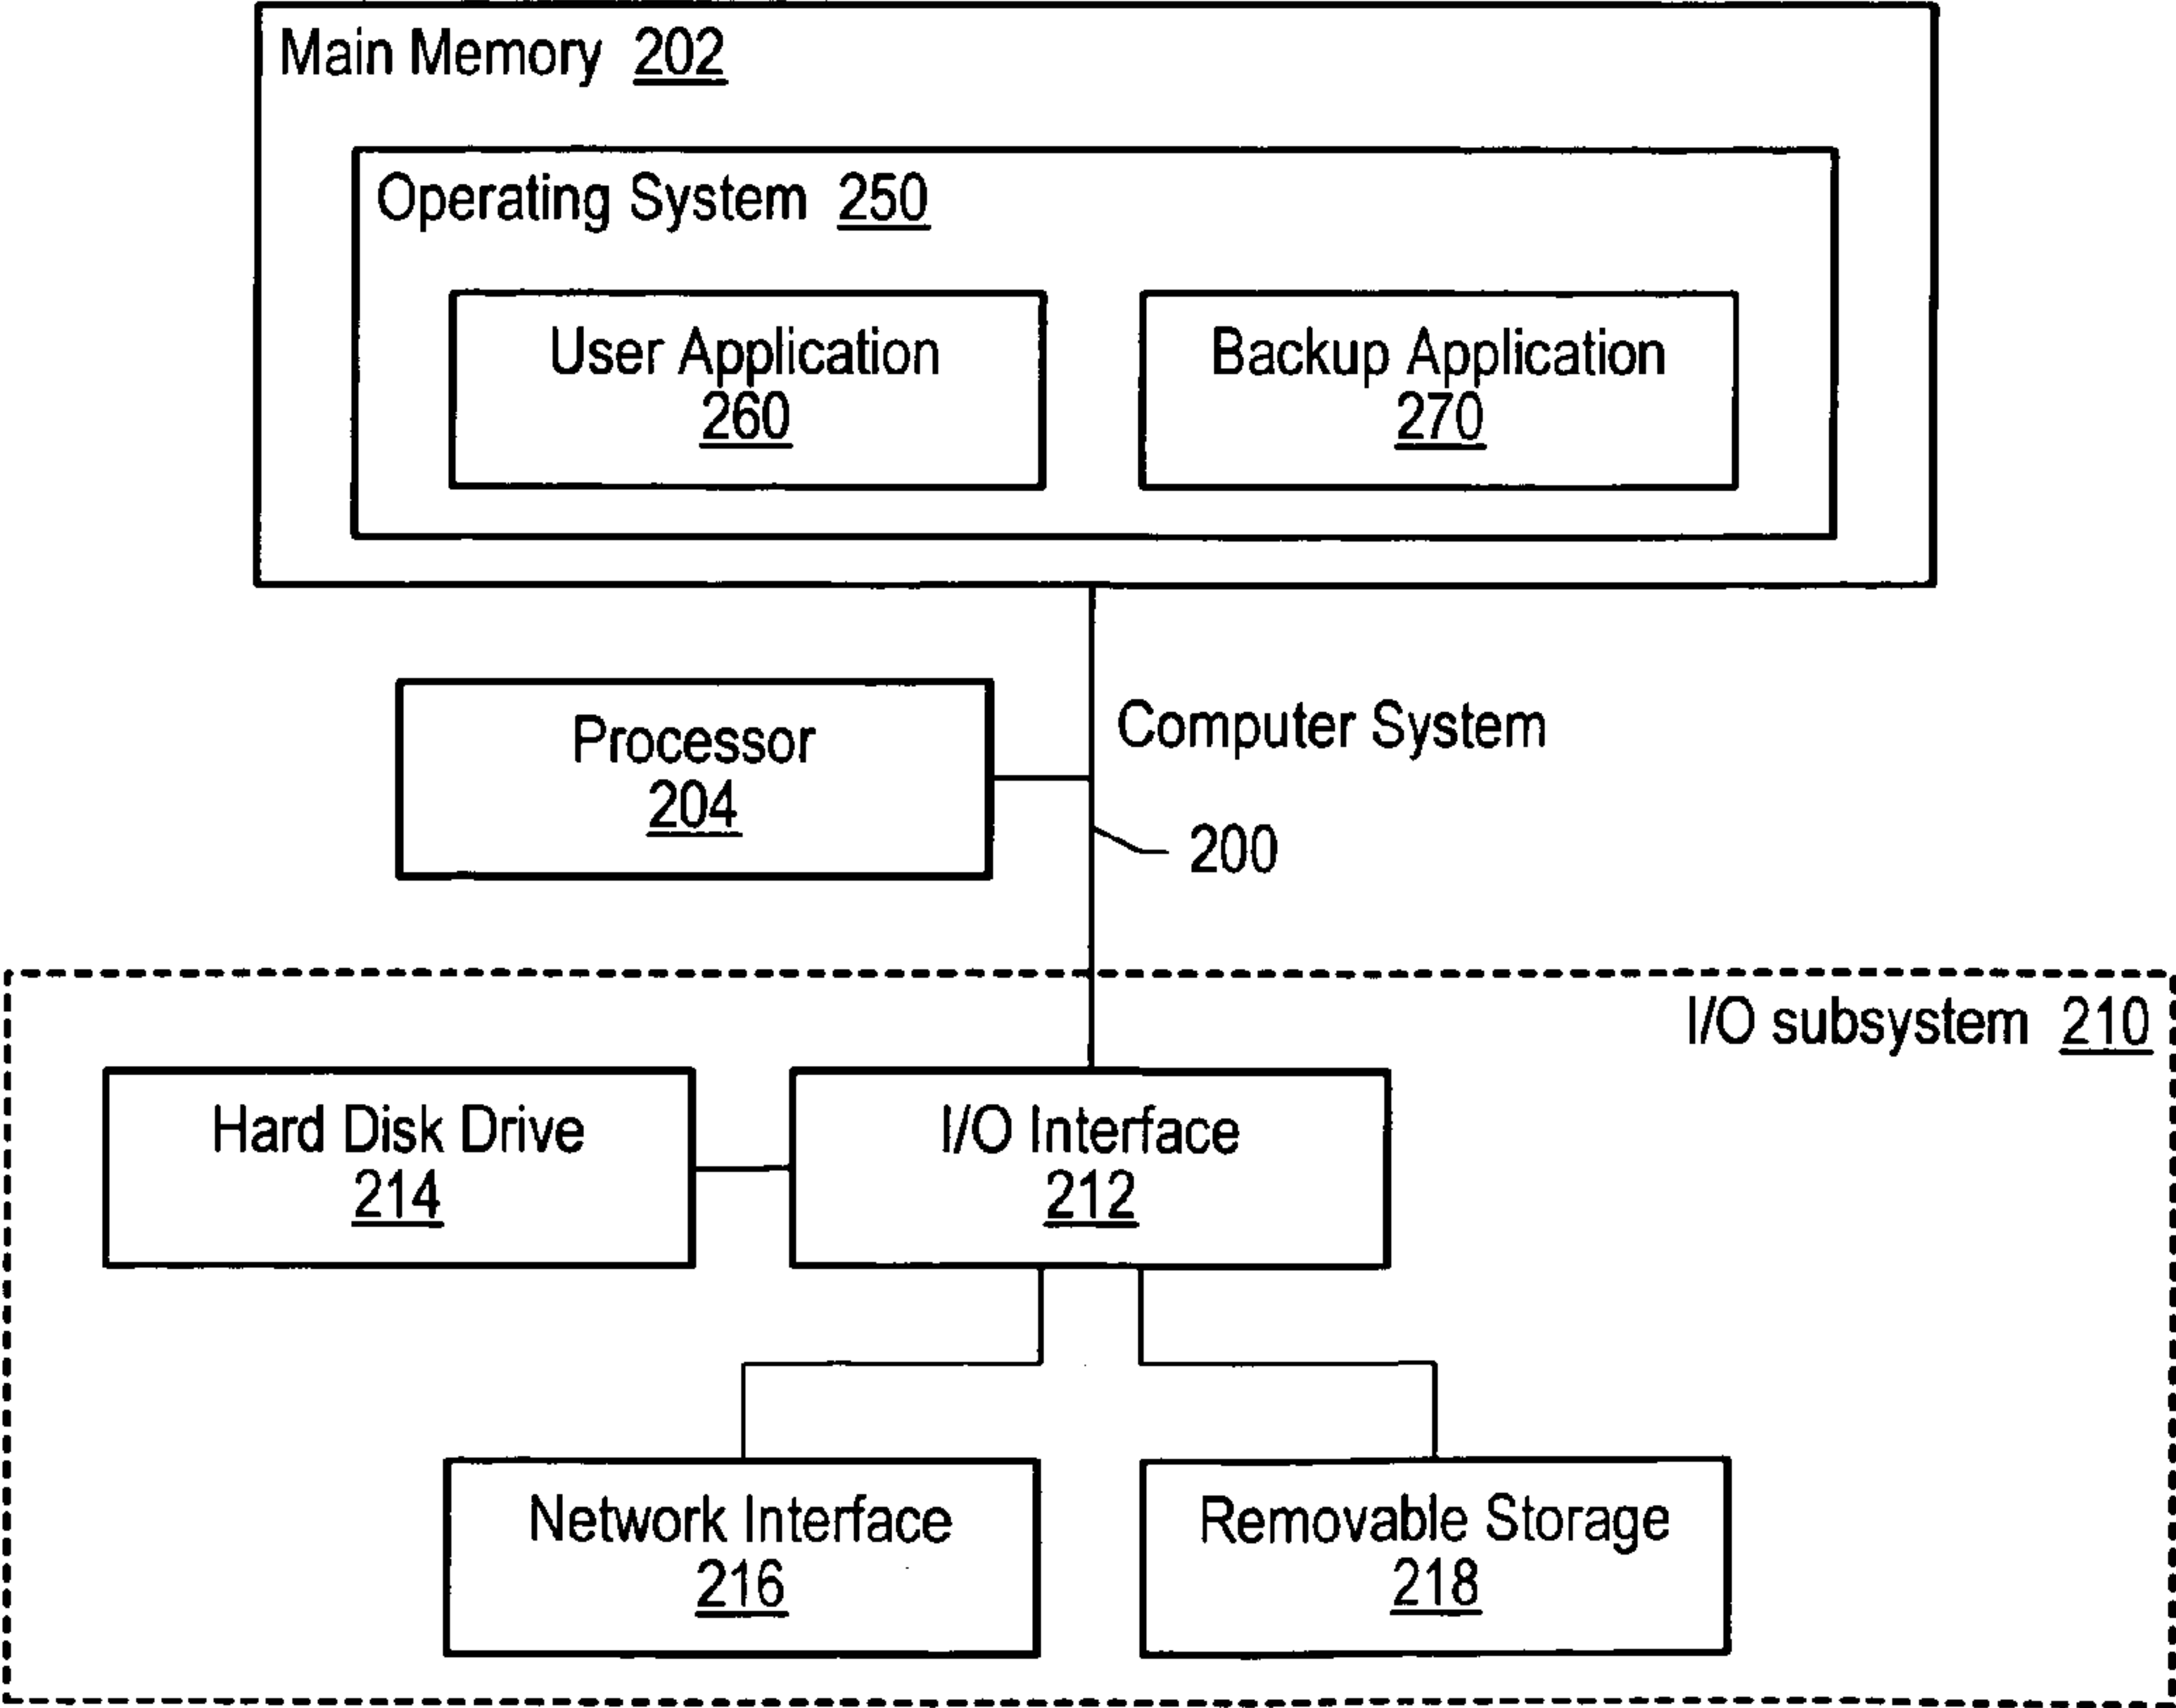 Main Memory 202
Operating System 250
User Application
260
Backup Application
270
Processor
204
Computer System
200
I/O subsystem 210
Hard Disk Drive
214
I/O Interface
212
Network Interface
216
Removable Storage
218